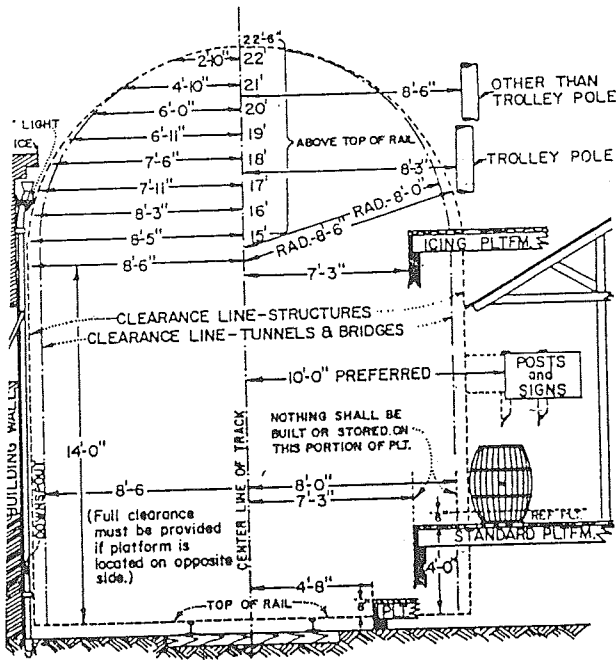 22'-6"
2'-10" 22'
4'-10" 21'
8'-6"
OTHER THAN
TROLLEY POLE
6'-0" 20'
LIGHT
6'-11" 19'
ABOVE TOP OF RAIL
ICE
7'-6" 18'
8'-3"
TROLLEY POLE
7'-11" 17'
8'-3" 16'
RAD.-8'-6" RAD.-8'-0"
8'-5" 15'
ICING PLTFM.
8'-6"
7'-3"
CLEARANCE LINE-STRUCTURES
CLEARANCE LINE-TUNNELS & BRIDGES
10'-0" PREFERRED
POSTS
and
SIGNS
BUILDING WALLS
14'-0"
CENTER LINE OF TRACK
NOTHING SHALL BE
BUILT OR STORED ON
THIS PORTION OF PLT.
8'-6
8'-0"
7'-3"
DOWNSPOUT
(Full clearance
must be provided
if platform is
located on opposite
side.)
8"
REF. PLT.
STANDARD PLTFM.
4'-0"
4'-8"
TOP OF RAIL
8"
PLT.